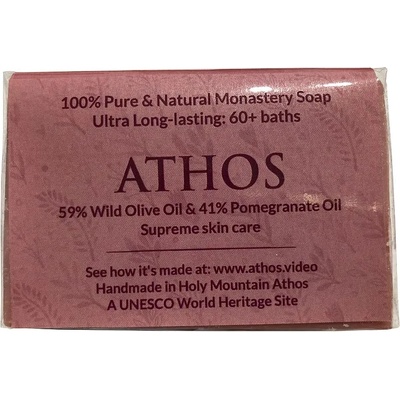 100% Pure & Natural Monastery Soap
Ultra Long-lasting: 60+ baths
ATHOS
59% Wild Olive Oil & 41% Pomegranate Oil
Supreme skin care
See how it's made at: www.athos.video
Handmade in Holy Mountain Athos
A UNESCO World Heritage Site